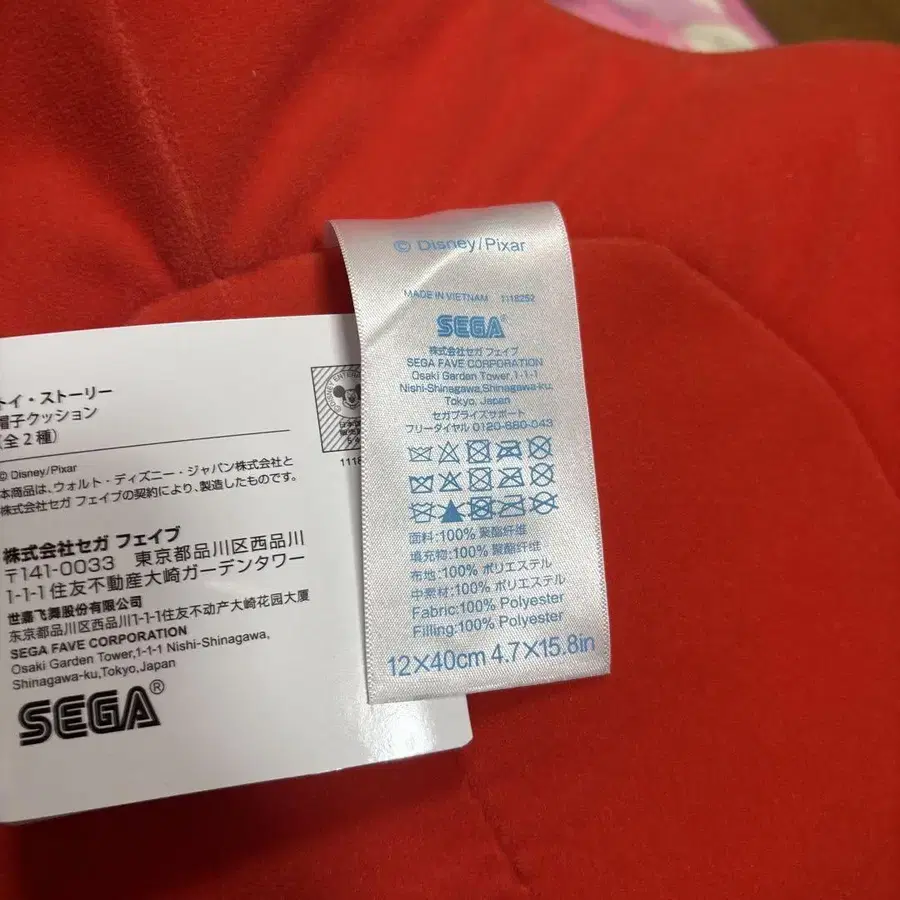 トイ・ストーリー
帽子クッション
(全2種)
© Disney/Pixar
本商品は、ウォルト・ディズニー・ジャパン株式会社と
株式会社セガ フェイブの契約により、製造したものです。
株式会社セガ フェイブ
〒141-0033 東京都品川区西品川
1-1-1住友不動産大崎ガーデンタワー
世嘉飞舞股份有限公司
东京都品川区西品川1-1-1住友不动产大崎花园大厦
SEGA FAVE CORPORATION
Osaki Garden Tower,1-1-1 Nishi-Shinagawa,
Shinagawa-ku,Tokyo,Japan
SEGA®
© Disney/Pixar
MADE IN VIETNAM 1118252
SEGA®
株式会社セガ フェイブ
SEGA FAVE CORPORATION
Osaki Garden Tower,1-1-1
Nishi-Shinagawa,Shinagawa-ku,
Tokyo, Japan
セガプライズサポート
フリーダイヤル 0120-680-043
面料:100% 聚酯纤维
填充物:100% 聚酯纤维
布地:100% ポリエステル
中素材:100% ポリエステル
Fabric:100% Polyester
Filling:100% Polyester
12×40cm 4.7×15.8in